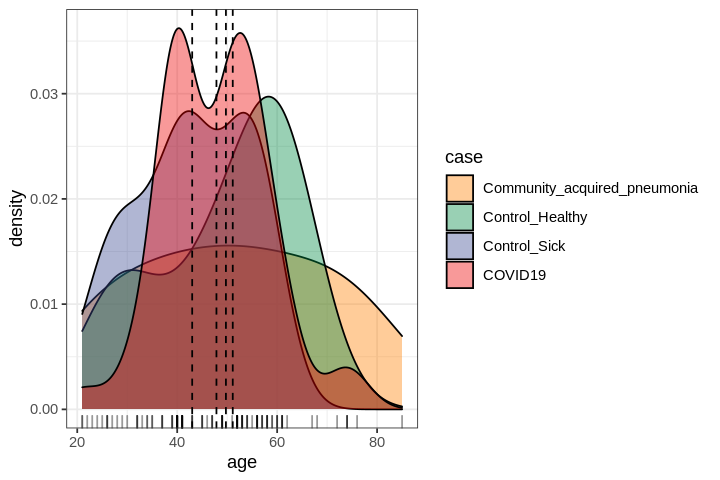 0.03
0.02
0.01
0.00
density
20
40
60
80
age
case
Community_acquired_pneumonia
Control_Healthy
Control_Sick
COVID19